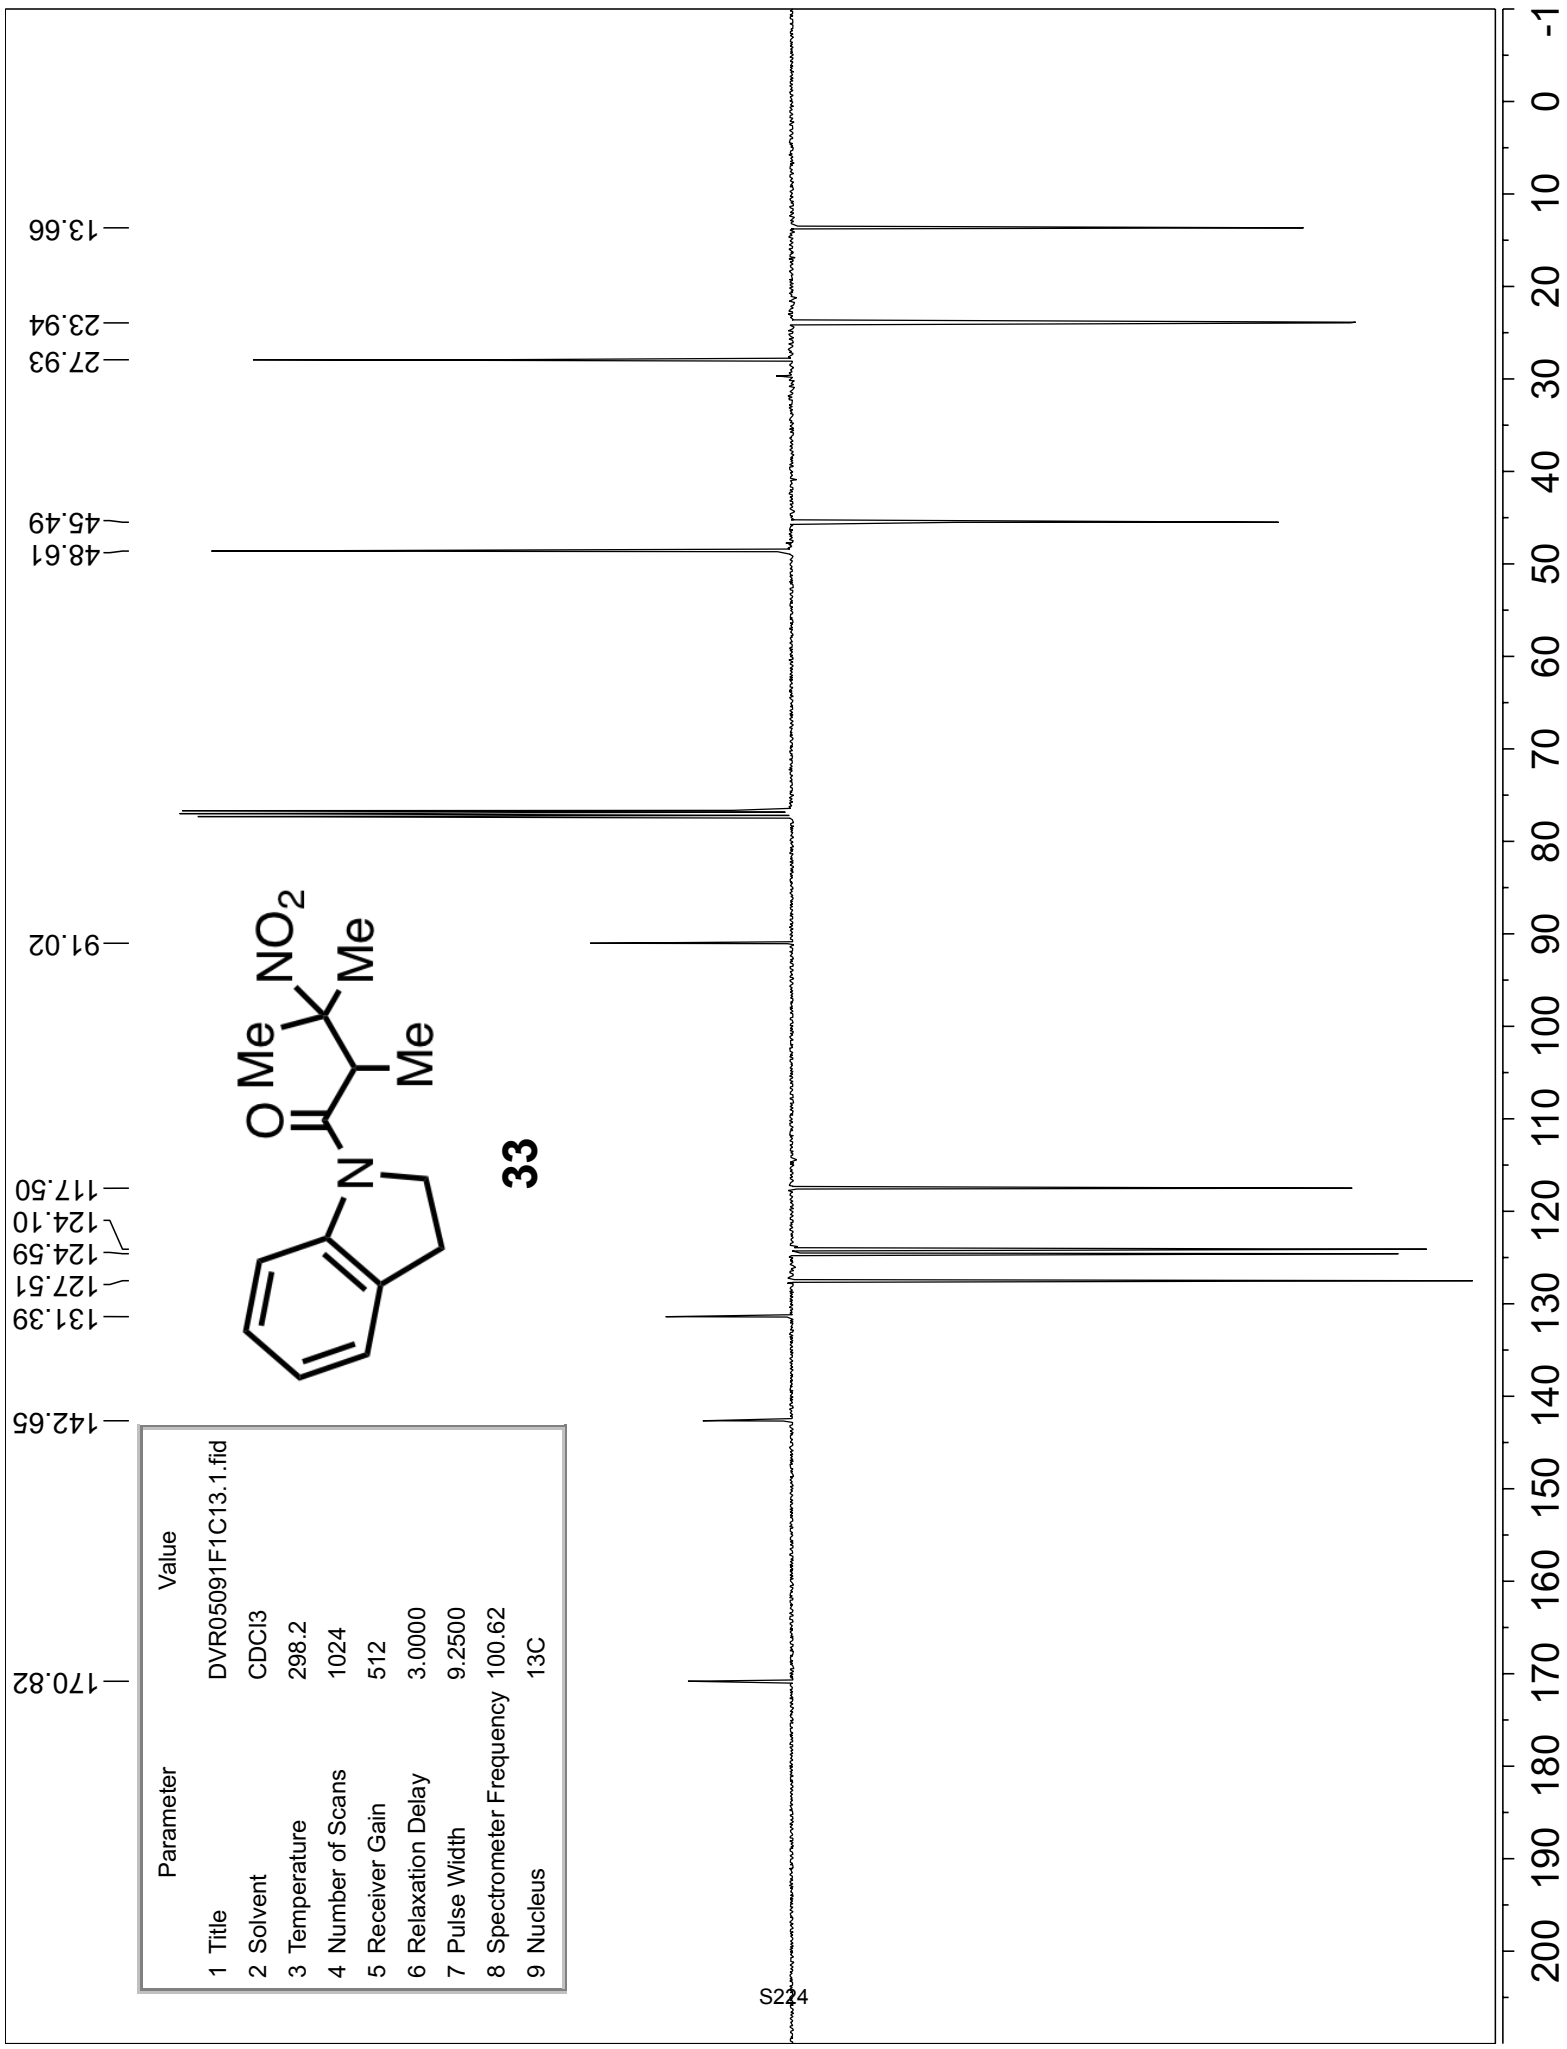 170.82
142.65
131.39
127.51
124.59
124.10
117.50
91.02
48.61
45.49
27.93
23.94
13.66
Parameter Value
1 Title DVR05091F1C13.1.fid
2 Solvent CDCl3
3 Temperature 298.2
4 Number of Scans 1024
5 Receiver Gain 512
6 Relaxation Delay 3.0000
7 Pulse Width 9.2500
8 Spectrometer Frequency 100.62
9 Nucleus 13C
O Me NO2
N Me
Me
33
200 190 180 170 160 150 140 130 120 110 100 90 80 70 60 50 40 30 20 10 0 -1
S224